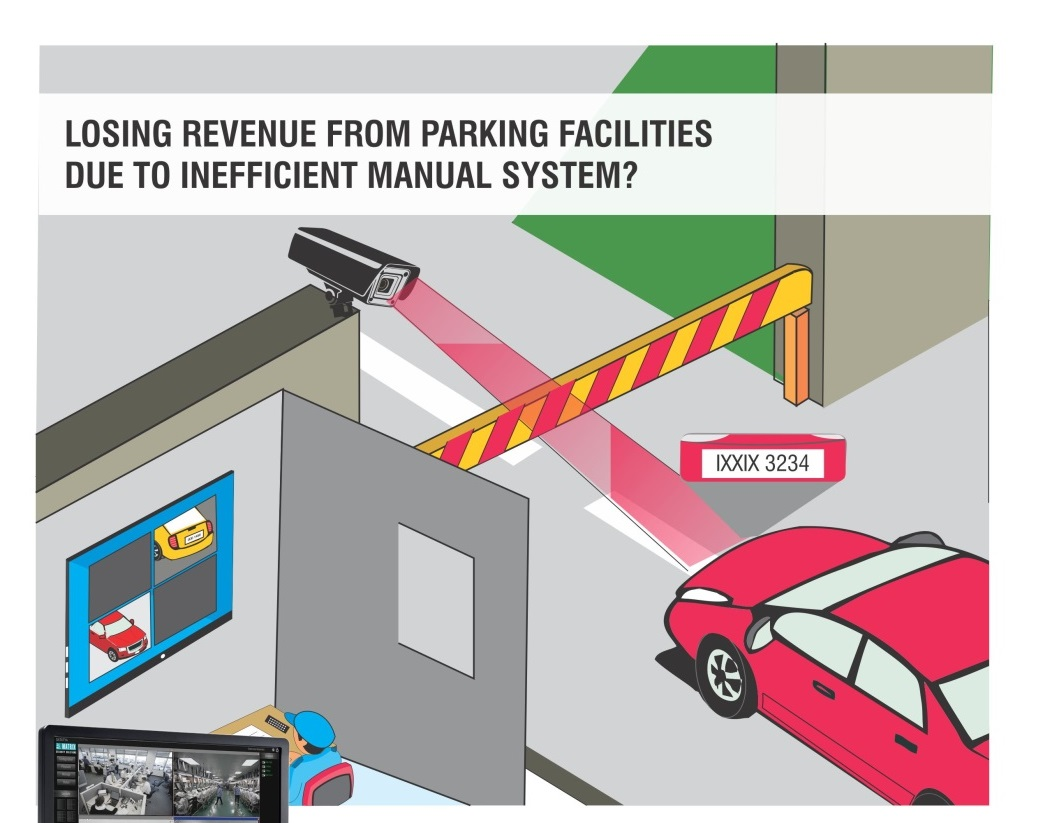 LOSING REVENUE FROM PARKING FACILITIES
DUE TO INEFFICIENT MANUAL SYSTEM?
IXXIX 3234
MATRIX